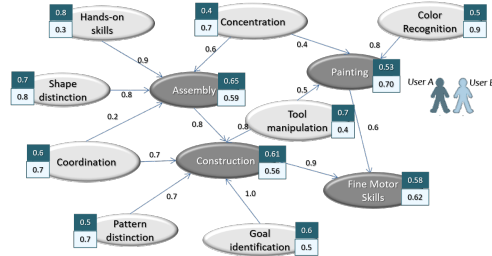 0.8
0.3
Hands-on
skills
0.4
0.7
Concentration
0.5
0.9
Color
Recognition
0.9
0.6
0.4
0.8
0.7
0.8
Shape
distinction
0.8
Assembly
0.65
0.59
Painting
0.53
0.70
User A
0.2
0.5
Tool
manipulation
0.7
0.4
0.8
0.8
0.6
0.6
0.7
Coordination
0.7
Construction
0.61
0.56
0.9
Fine Motor
Skills
0.58
0.62
0.7
1.0
0.5
0.7
Pattern
distinction
Goal
identification
0.6
0.5